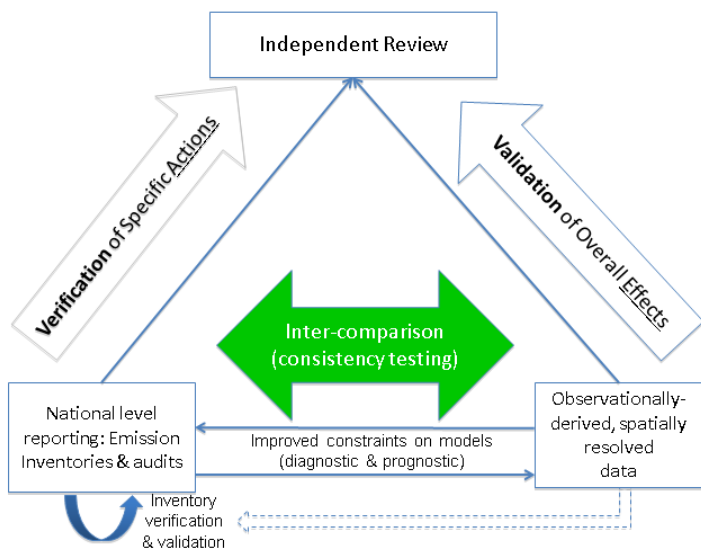 Independent Review
Verification of Specific Actions
Validation of Overall Effects
Inter-comparison
(consistency testing)
National level
reporting: Emission
Inventories & audits
Improved constraints on models
(diagnostic & prognostic)
Observationally-
derived, spatially
resolved
data
Inventory
verification
& validation